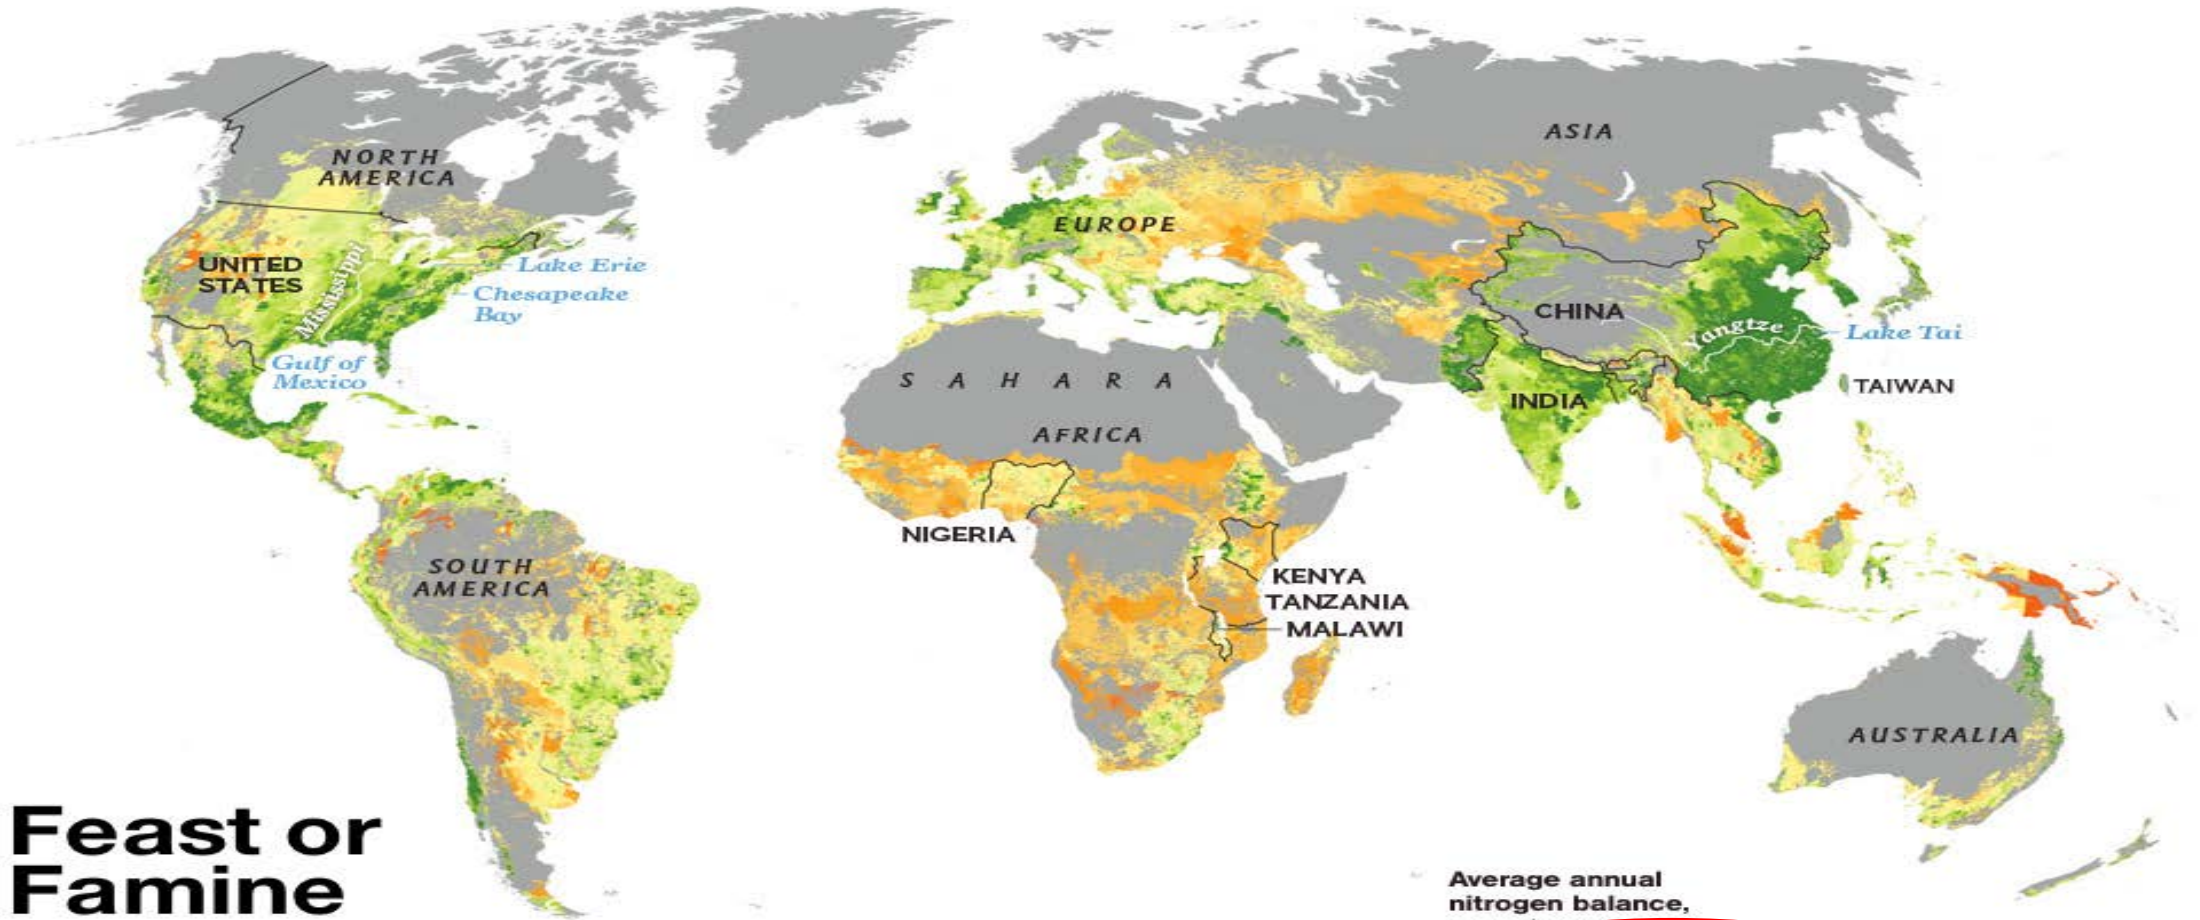 ASIA
NORTH
AMERICA
EUROPE
UNITED
STATES
Mississippi
Lake Erie
Chesapeake
Bay
CHINA
Yangtze
Lake Tai
Gulf of
Mexico
SAHARA
TAIWAN
INDIA
AFRICA
NIGERIA
SOUTH
AMERICA
KENYA
TANZANIA
MALAWI
AUSTRALIA
Feast or
Famine
Average annual
nitrogen balance,